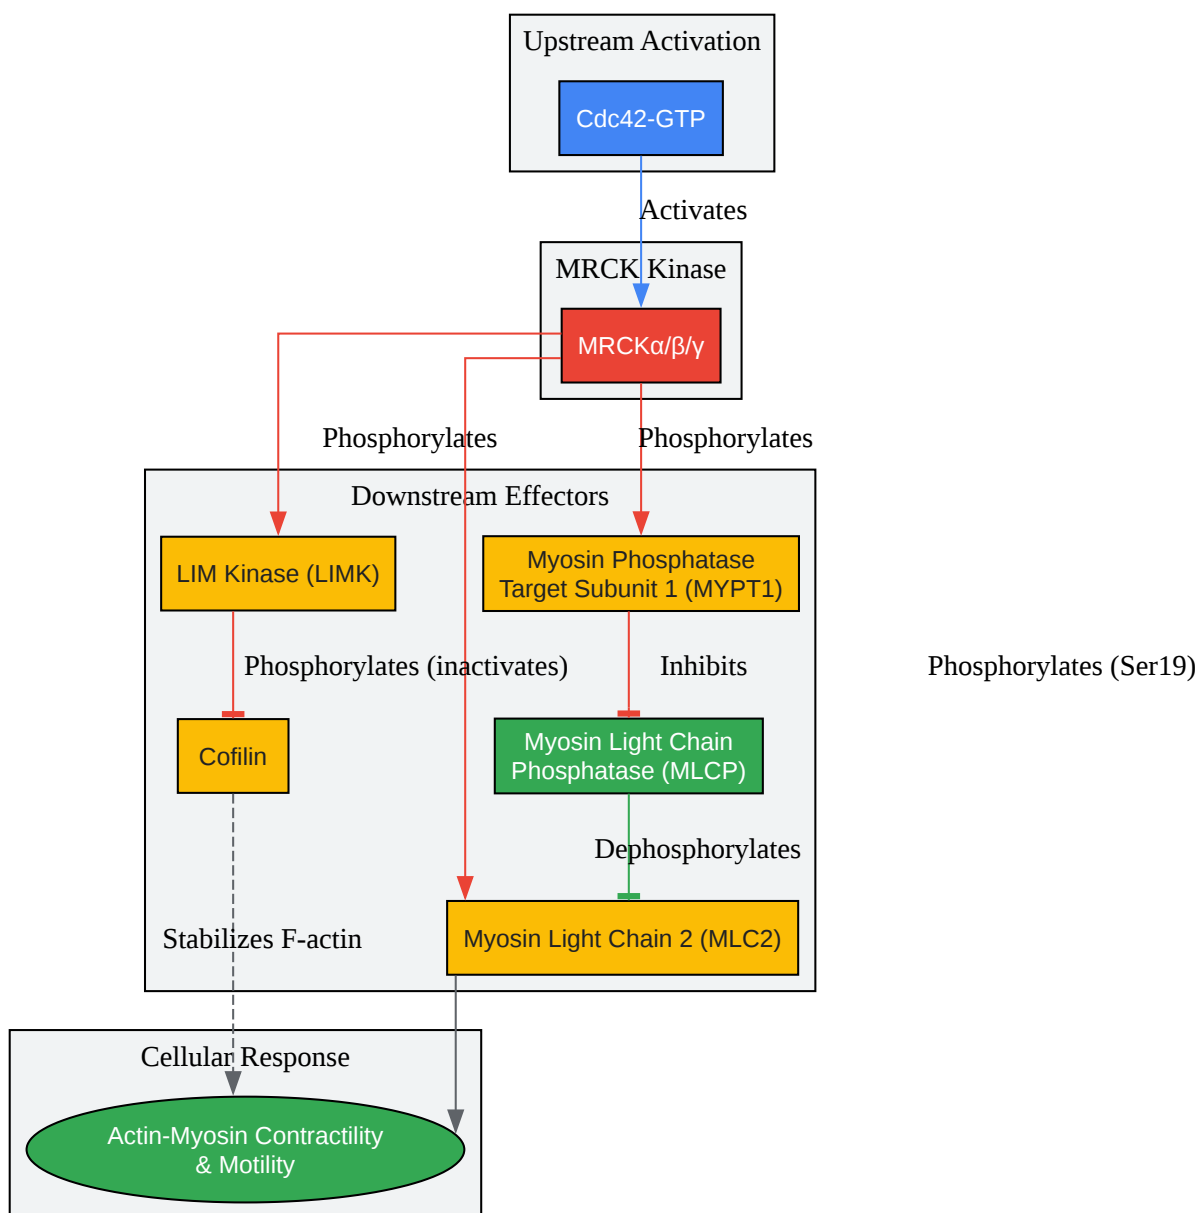 Upstream Activation
Cdc42-GTP
Activates
MRCK Kinase
MRCKα/β/γ
Phosphorylates
Phosphorylates
Downstream Effectors
LIM Kinase (LIMK)
Myosin Phosphatase
Target Subunit 1 (MYPT1)
Phosphorylates (inactivates)
Inhibits
Phosphorylates (Ser19)
Cofilin
Myosin Light Chain
Phosphatase (MLCP)
Dephosphorylates
Stabilizes F-actin
Myosin Light Chain 2 (MLC2)
Cellular Response
Actin-Myosin Contractility
& Motility